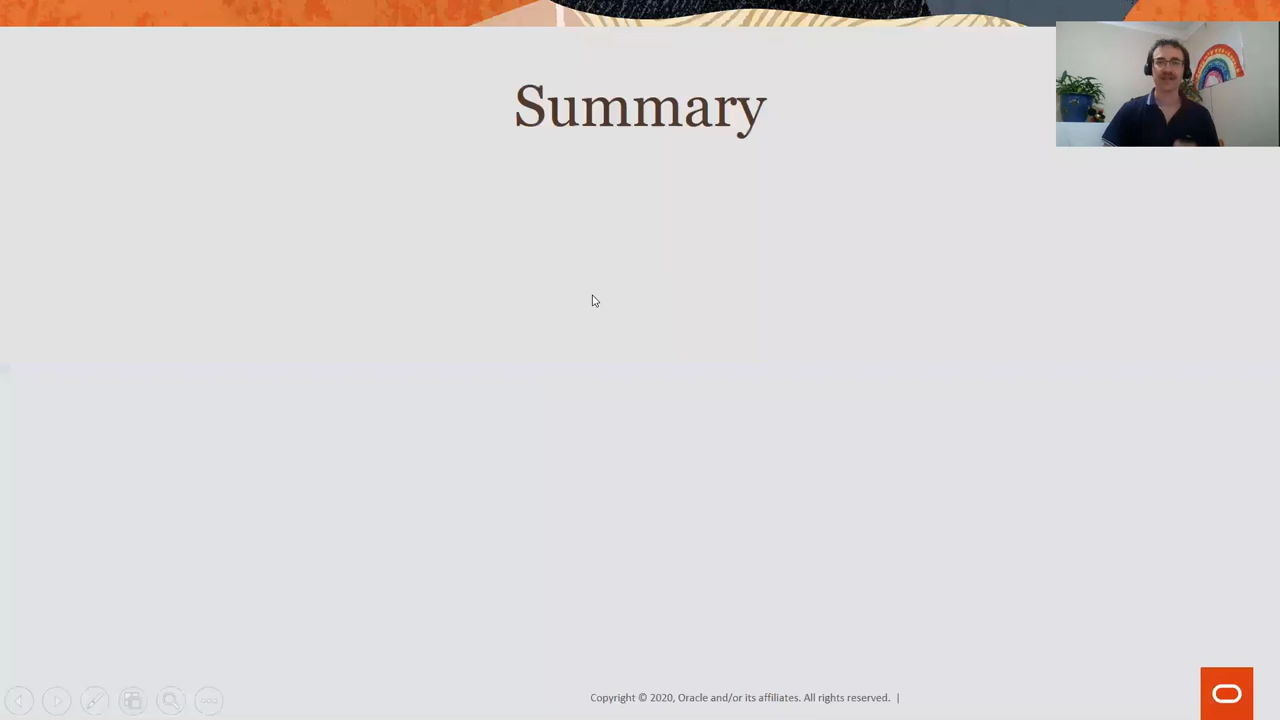 Summary
Copyright © 2020, Oracle and/or its affiliates. All rights reserved. |